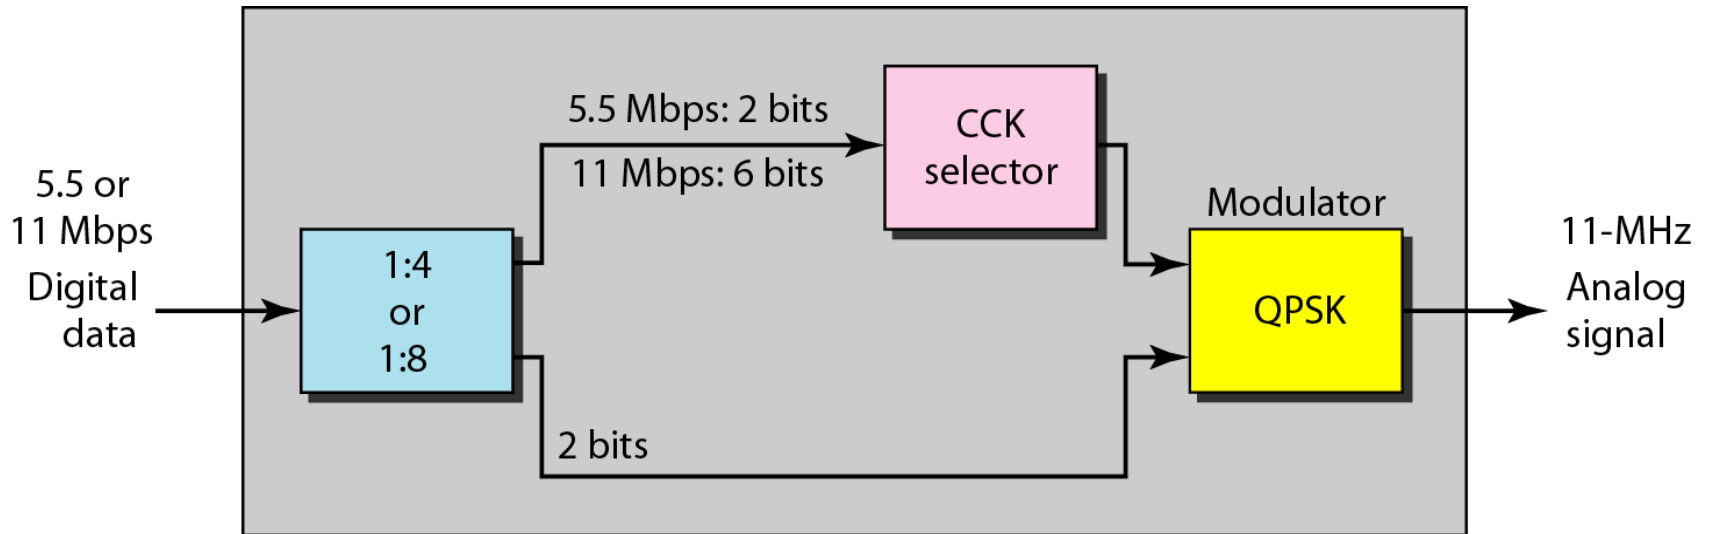 5.5 or
11 Mbps
Digital
data
1:4
or
1:8
5.5 Mbps: 2 bits
11 Mbps: 6 bits
2 bits
CCK
selector
Modulator
QPSK
11-MHz
Analog
signal